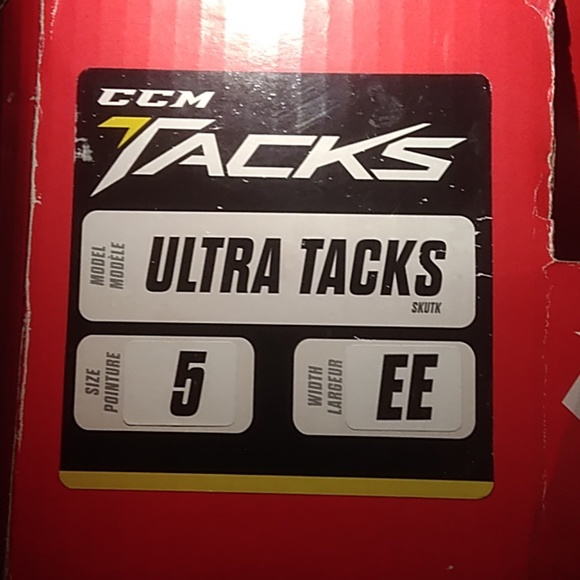 CCM
TACKS
MODEL
MODÈLE
ULTRA TACKS
SKUTK
SIZE
POINTURE
5
WIDTH
LARGEUR
EE